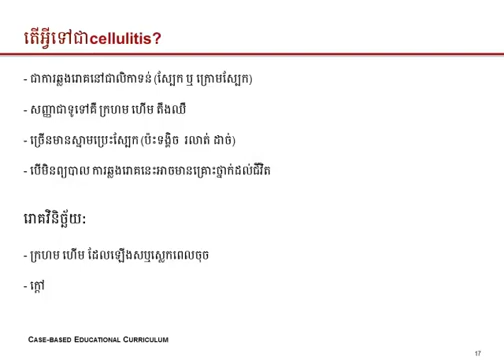 តើអ្វីទៅជាcellulitis?
- ជាការឆ្លងរោគនៅជាលិកាទន់ (ស្បែក ឬ ក្រោមស្បែក)
- សញ្ញាជាទូទៅគឺ ក្រហម ហើម តឹងឈឺ
- ច្រើនមានស្នាមប្រេះស្បែក (ប៉ះទង្គិច រលាត់ ដាច់)
- បើមិនព្យបាល ការឆ្លងរោគនេះអាចមានគ្រោះថ្នាក់ដល់ជីវិត
រោគវិនិច្ឆ័យ:
- ក្រហម ហើម ដែលឡើងសឬស្លេកពេលចុច
- ក្តៅ
CASE-BASED EDUCATIONAL CURRICULUM
17